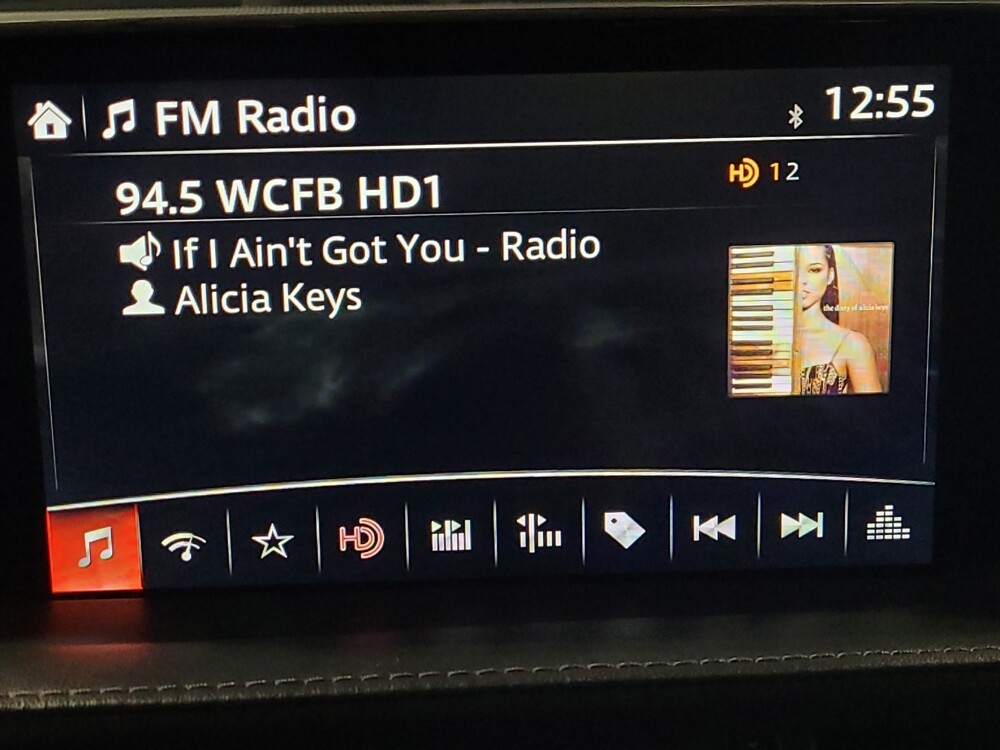 FM Radio
12:55
94.5 WCFB HD1
HD 12
If I Ain't Got You - Radio
Alicia Keys
the diary of alicia keys
HD